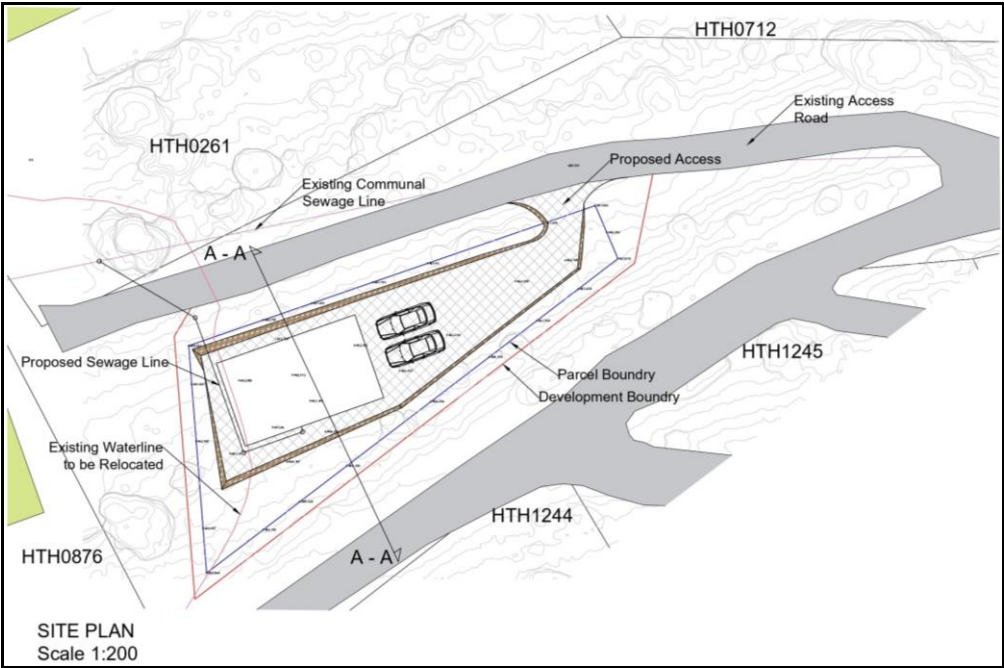 HTH0712
Existing Access
Road
HTH0261
Proposed Access
Existing Communal
Sewage Line
A - A
Proposed Sewage Line
HTH1245
Parcel Boundry
Development Boundry
Existing Waterline
to be Relocated
HTH1244
A - A
HTH0876
SITE PLAN
Scale 1:200